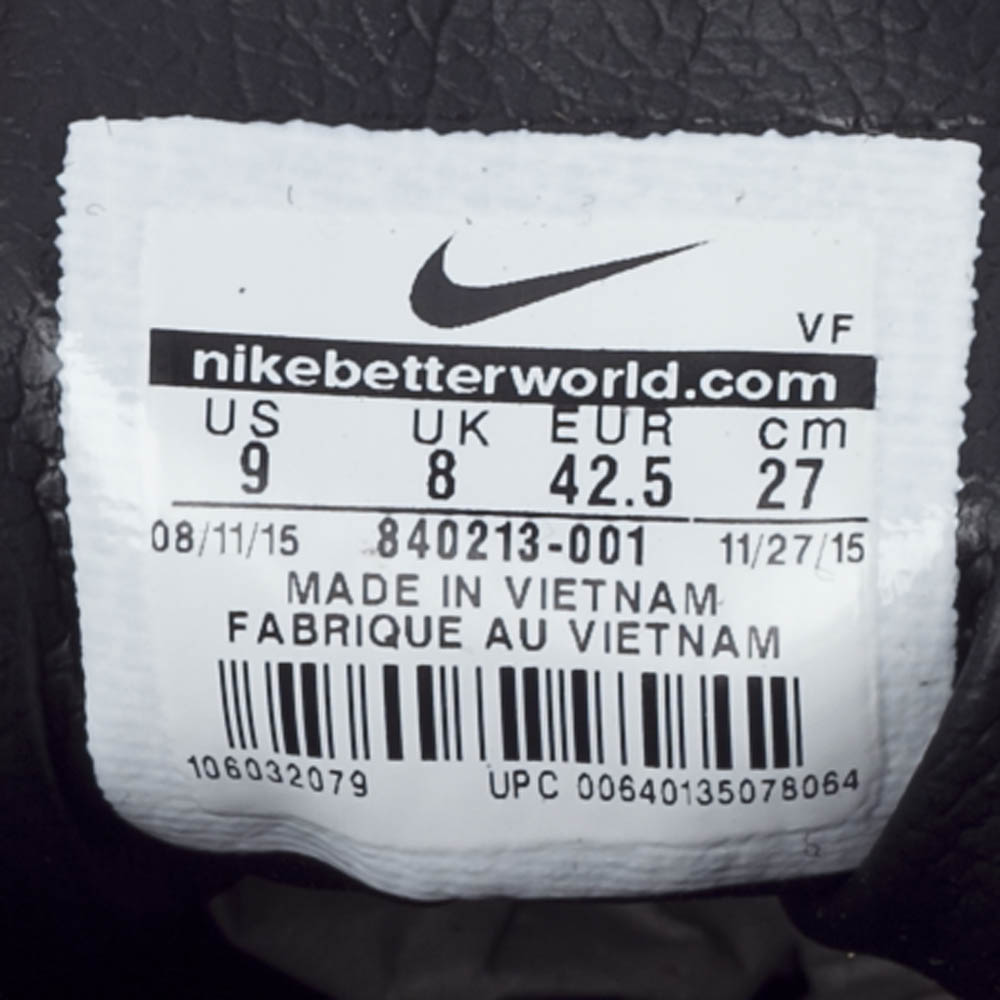 VF
nikebetterworld.com
US UK EUR cm
9 8 42.5 27
08/11/15 840213-001 11/27/15
MADE IN VIETNAM
FABRIQUE AU VIETNAM
106032079 UPC 00640135078064